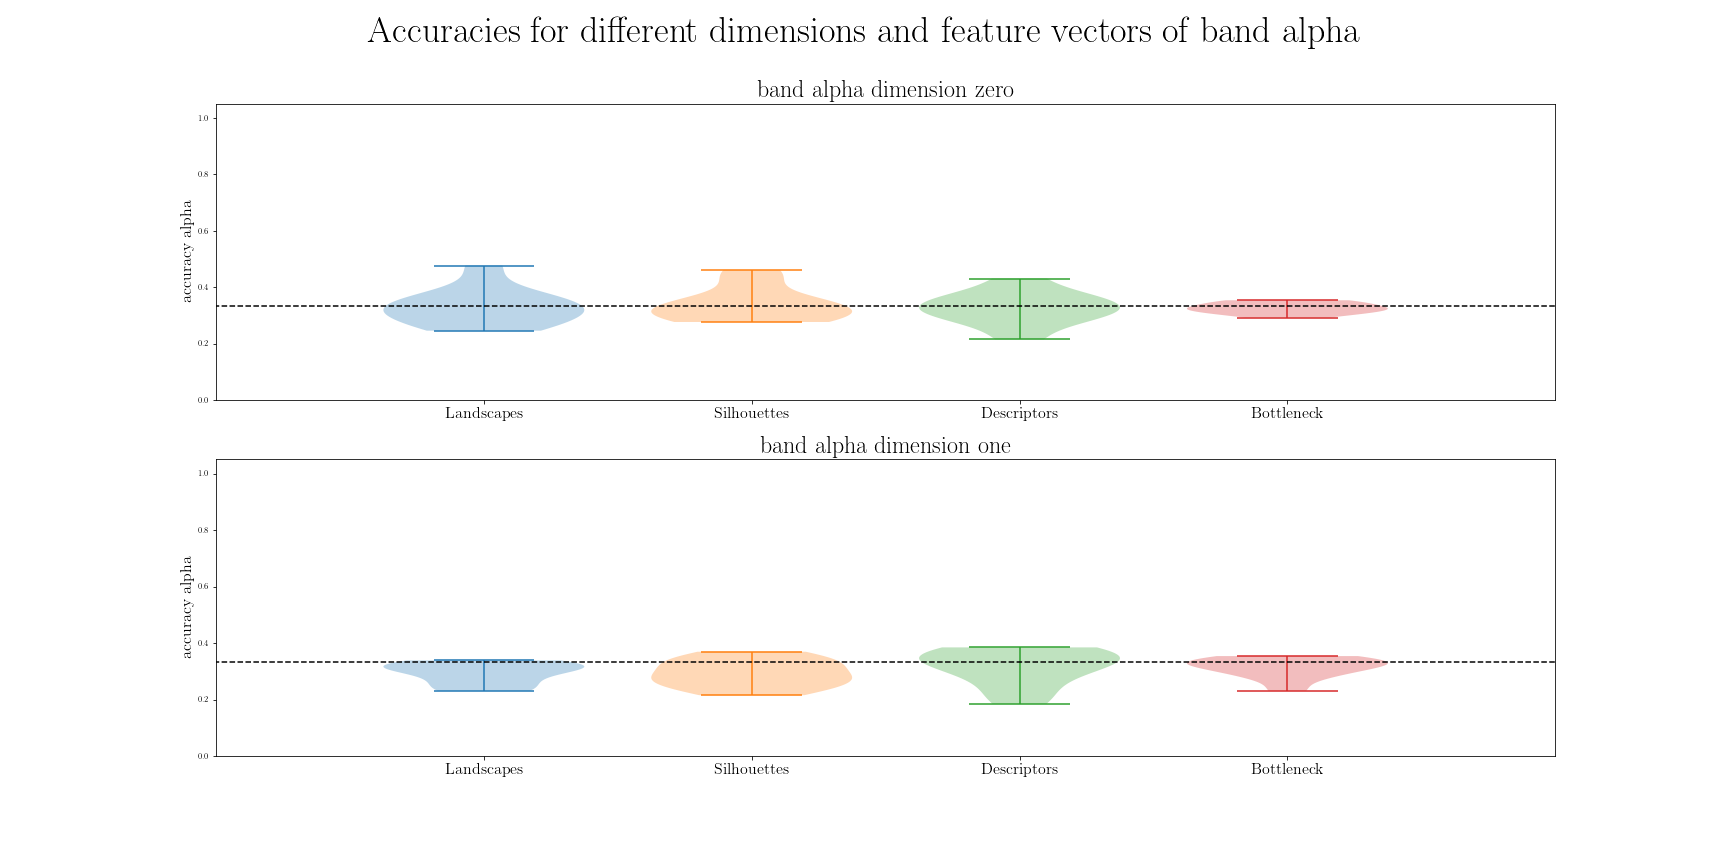 Accuracies for different dimensions and feature vectors of band alpha
band alpha dimension zero
1.0
0.8
0.6
0.4
0.2
0.0
accuracy alpha
Landscapes Silhouettes Descriptors Bottleneck
band alpha dimension one
1.0
0.8
0.6
0.4
0.2
0.0
accuracy alpha
Landscapes Silhouettes Descriptors Bottleneck